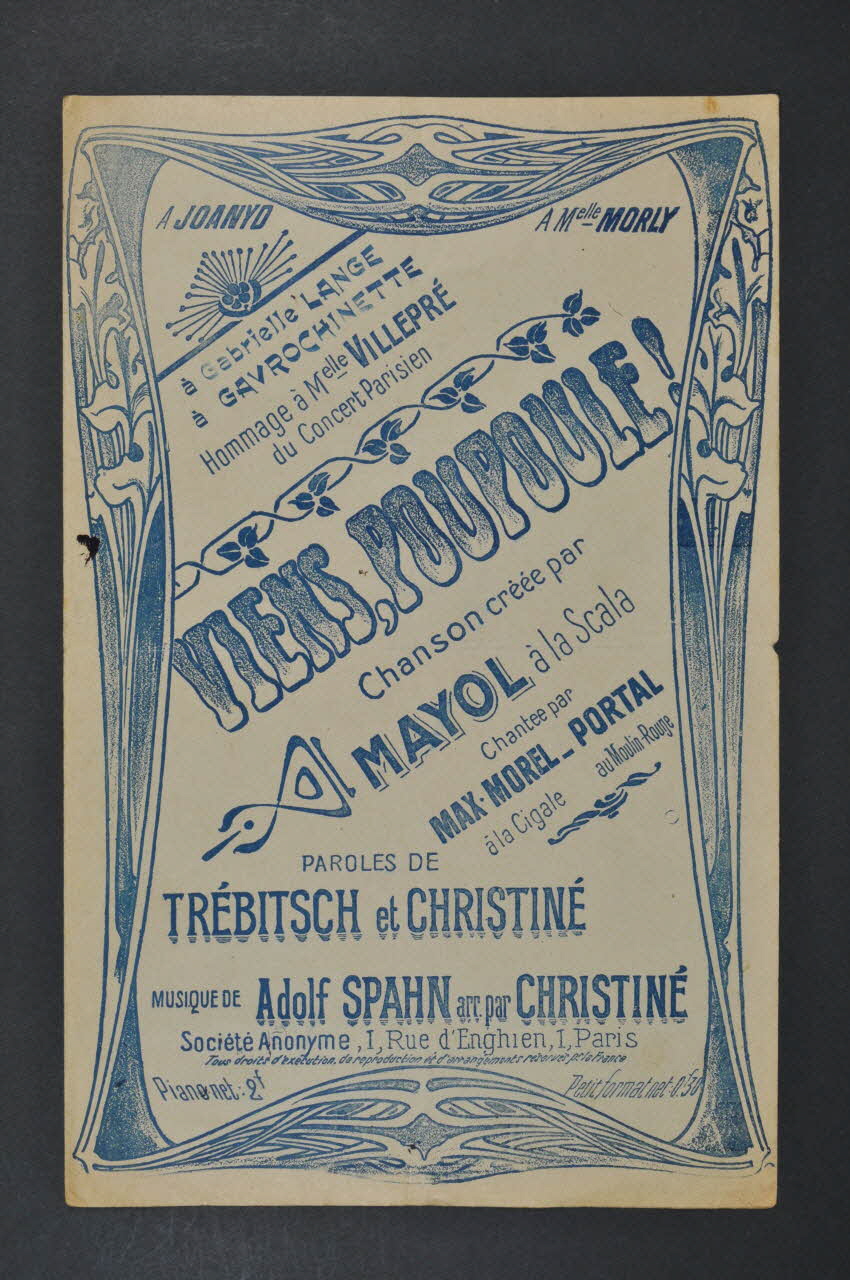 A JOANYD
A Melle MORLY
à Gabrielle LANGE
à GAVROCHINETTE
Hommage à Melle VILLEPRÉ
du Concert Parisien
VIENS, POUPOULE!
Chanson créée par
MAYOL à la Scala
Chantee par
MAX-MOREL - PORTAL
à la Cigale au Moulin-Rouge
PAROLES DE
TRÉBITSCH et CHRISTINÉ
MUSIQUE DE Adolf SPAHN arr. par CHRISTINÉ
Société Anonyme, 1, Rue d'Enghien, 1, Paris
Tous droits d'exécution, de reproduction et d'arrangements réservés pr la France
Piano net: 2f
Petit format net: 0f.30